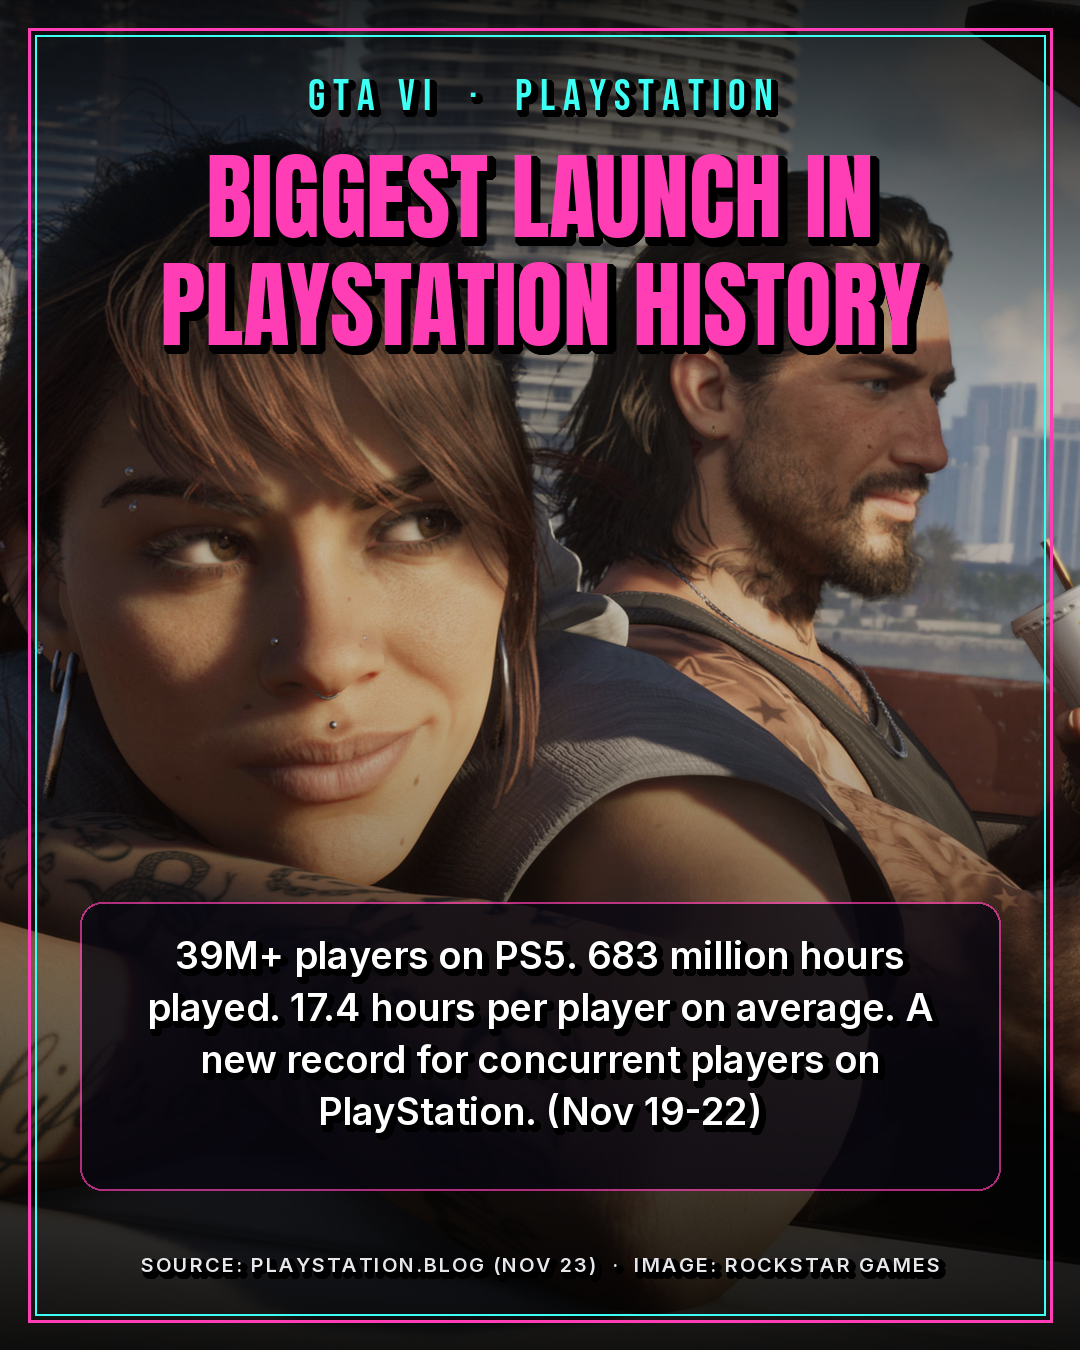 GTA VI · PLAYSTATION
BIGGEST LAUNCH IN
PLAYSTATION HISTORY
39M+ players on PS5. 683 million hours
played. 17.4 hours per player on average. A
new record for concurrent players on
PlayStation. (Nov 19-22)
SOURCE: PLAYSTATION.BLOG (NOV 23) · IMAGE: ROCKSTAR GAMES